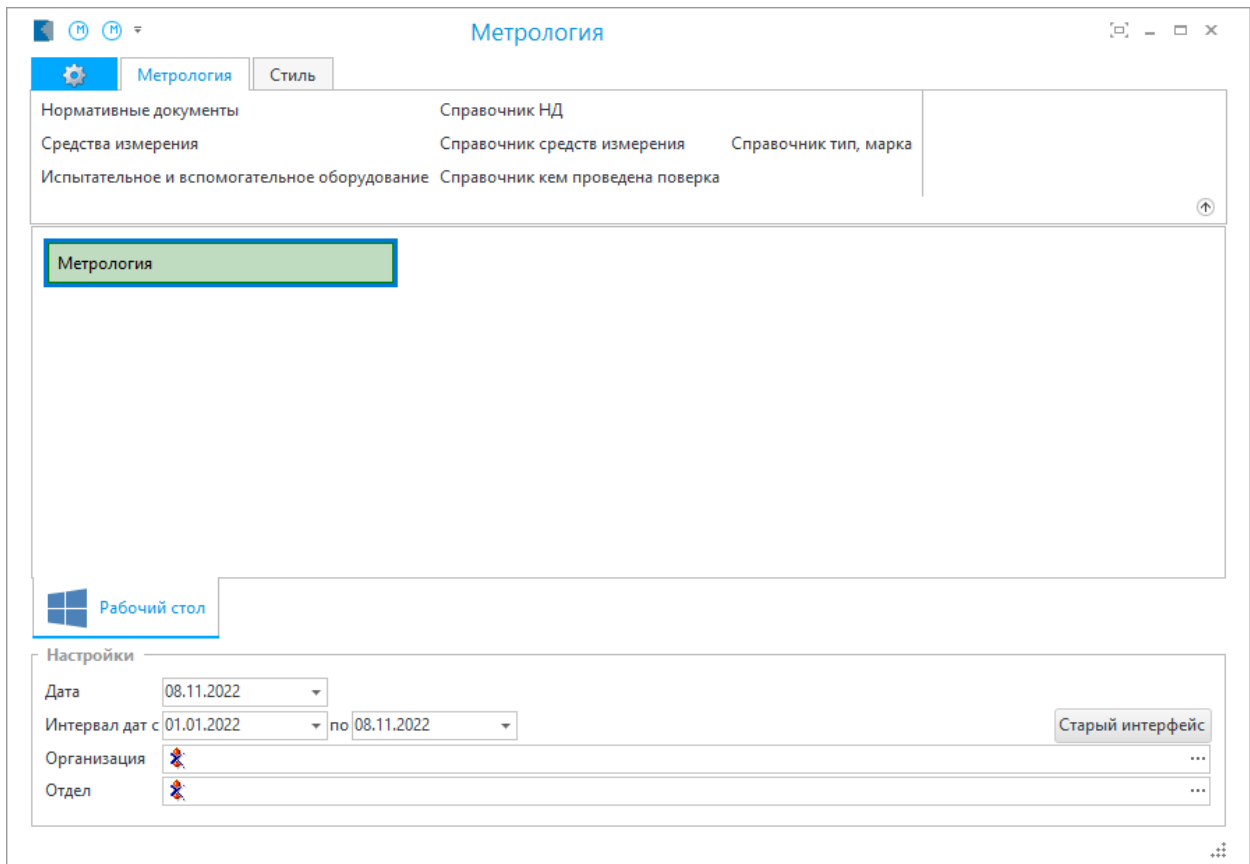 Метрология
Метрология Стиль
Нормативные документы Справочник НД
Средства измерения Справочник средств измерения Справочник тип, марка
Испытательное и вспомогательное оборудование Справочник кем проведена поверка
Метрология
Рабочий стол
Настройки
Дата 08.11.2022
Интервал дат с 01.01.2022 по 08.11.2022
Старый интерфейс
Организация
Отдел